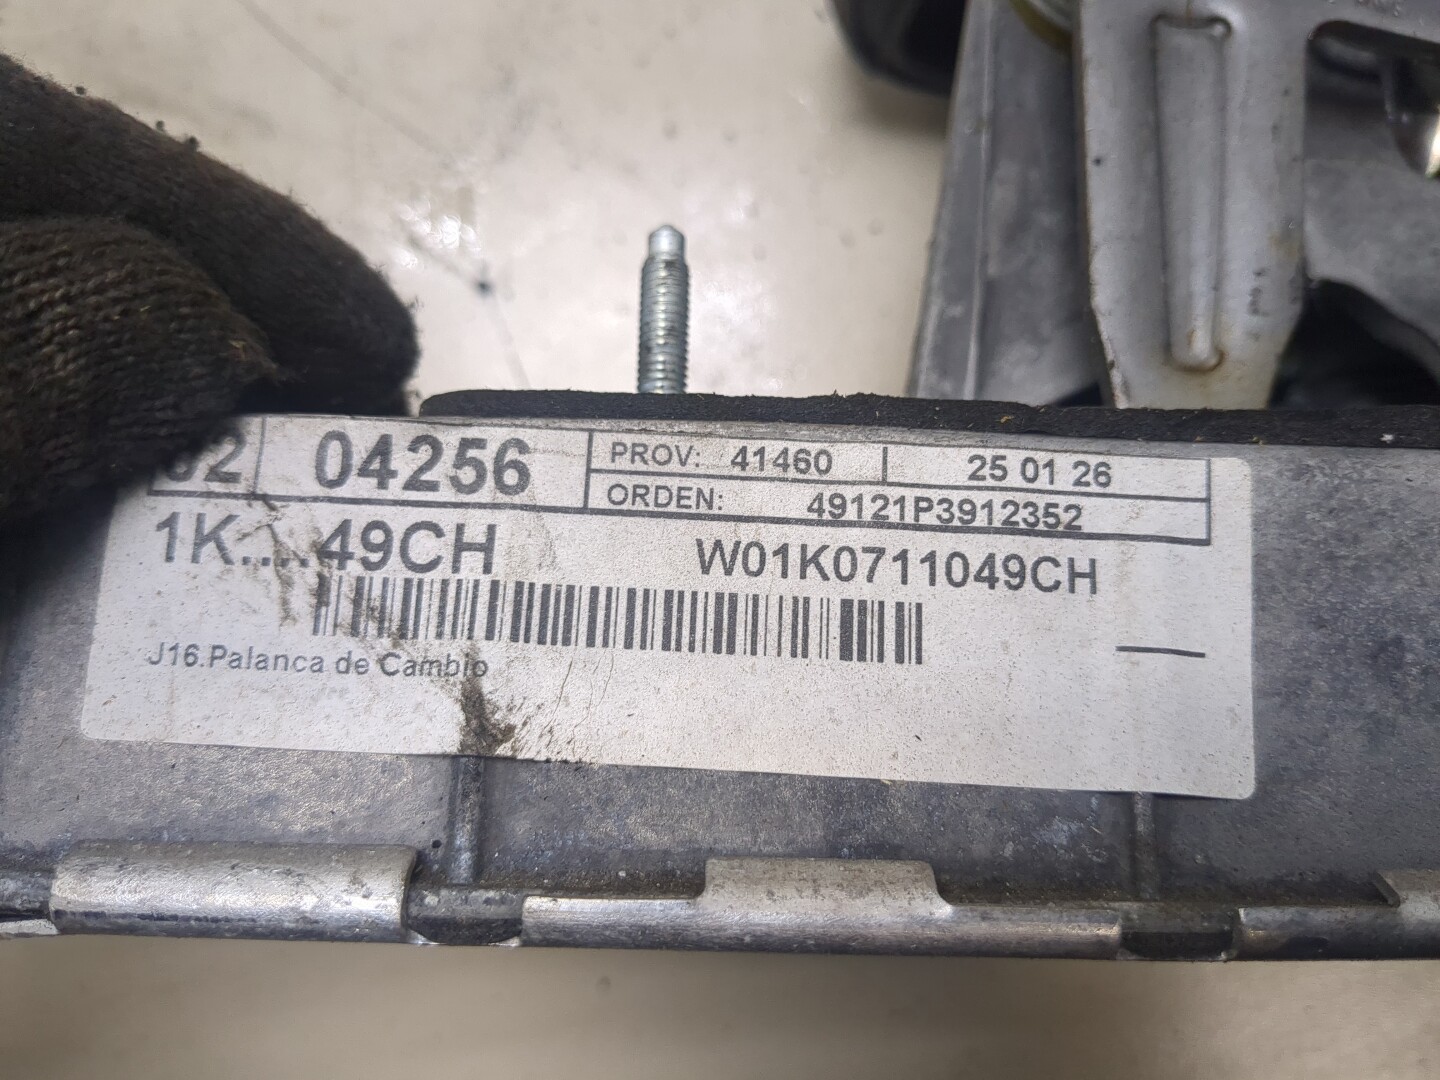 04256
PROV: 41460
25 01 26
ORDEN: 49121P3912352
1K....49CH
W01K0711049CH
J16.Palanca de Cambio